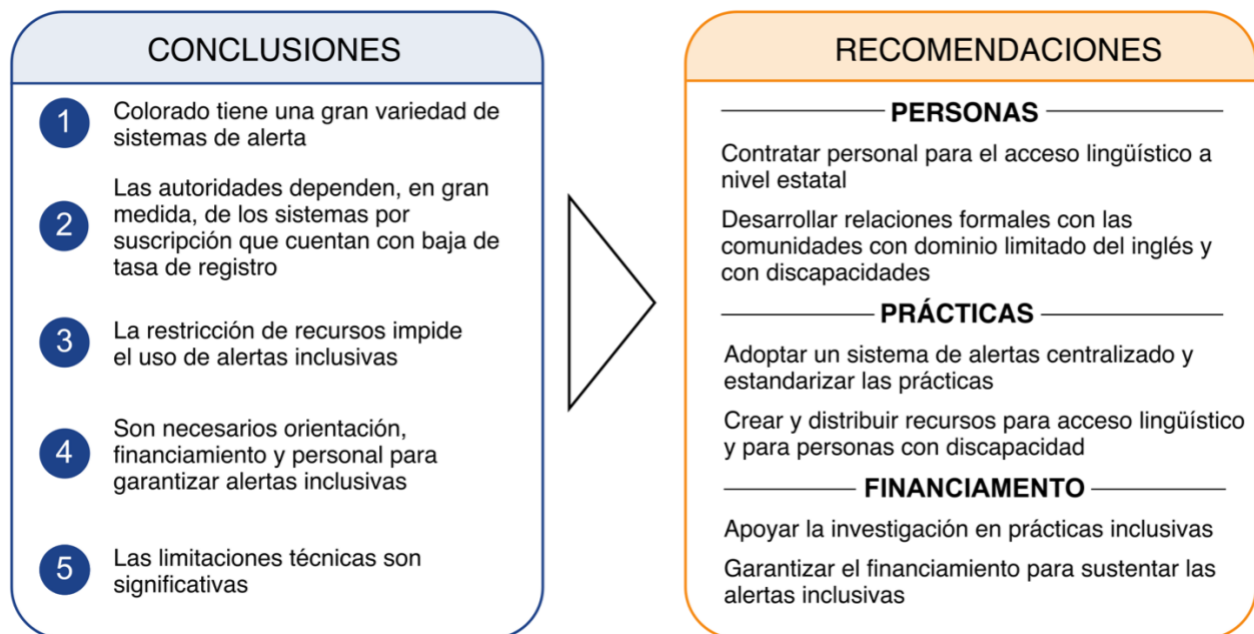 CONCLUSIONES
1
Colorado tiene una gran variedad de
sistemas de alerta
2
Las autoridades dependen, en gran
medida, de los sistemas por
suscripción que cuentan con baja de
tasa de registro
3
La restricción de recursos impide
el uso de alertas inclusivas
4
Son necesarios orientación,
financiamiento y personal para
garantizar alertas inclusivas
5
Las limitaciones técnicas son
significativas
RECOMENDACIONES
PERSONAS
Contratar personal para el acceso lingüístico a
nivel estatal
Desarrollar relaciones formales con las
comunidades con dominio limitado del inglés y
con discapacidades
PRÁCTICAS
Adoptar un sistema de alertas centralizado y
estandarizar las prácticas
Crear y distribuir recursos para acceso lingüístico
y para personas con discapacidad
FINANCIAMENTO
Apoyar la investigación en prácticas inclusivas
Garantizar el financiamiento para sustentar las
alertas inclusivas